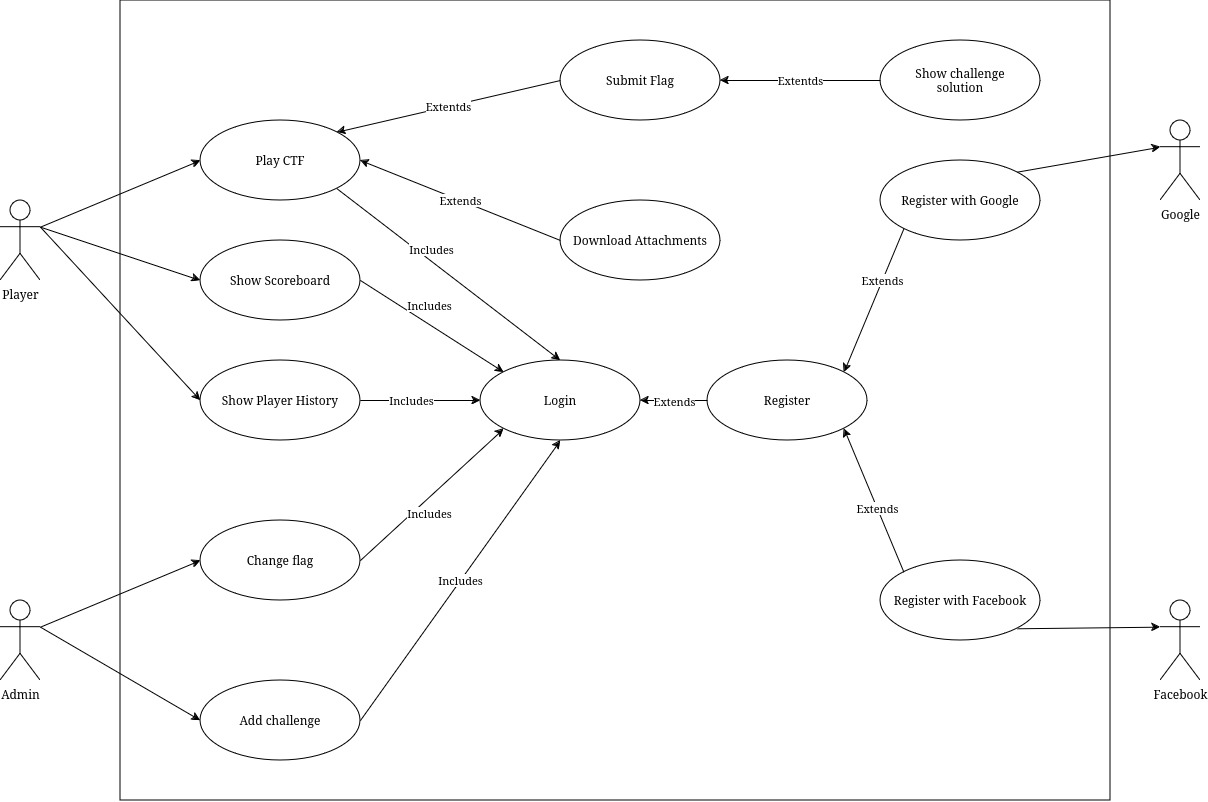 Submit Flag
Show challenge
solution
Extentds
Extentds
Play CTF
Extends
Register with Google
Google
Download Attachments
Includes
Player
Show Scoreboard
Extends
Includes
Show Player History
Includes
Login
Extends
Register
Includes
Extends
Change flag
Includes
Register with Facebook
Admin
Facebook
Add challenge